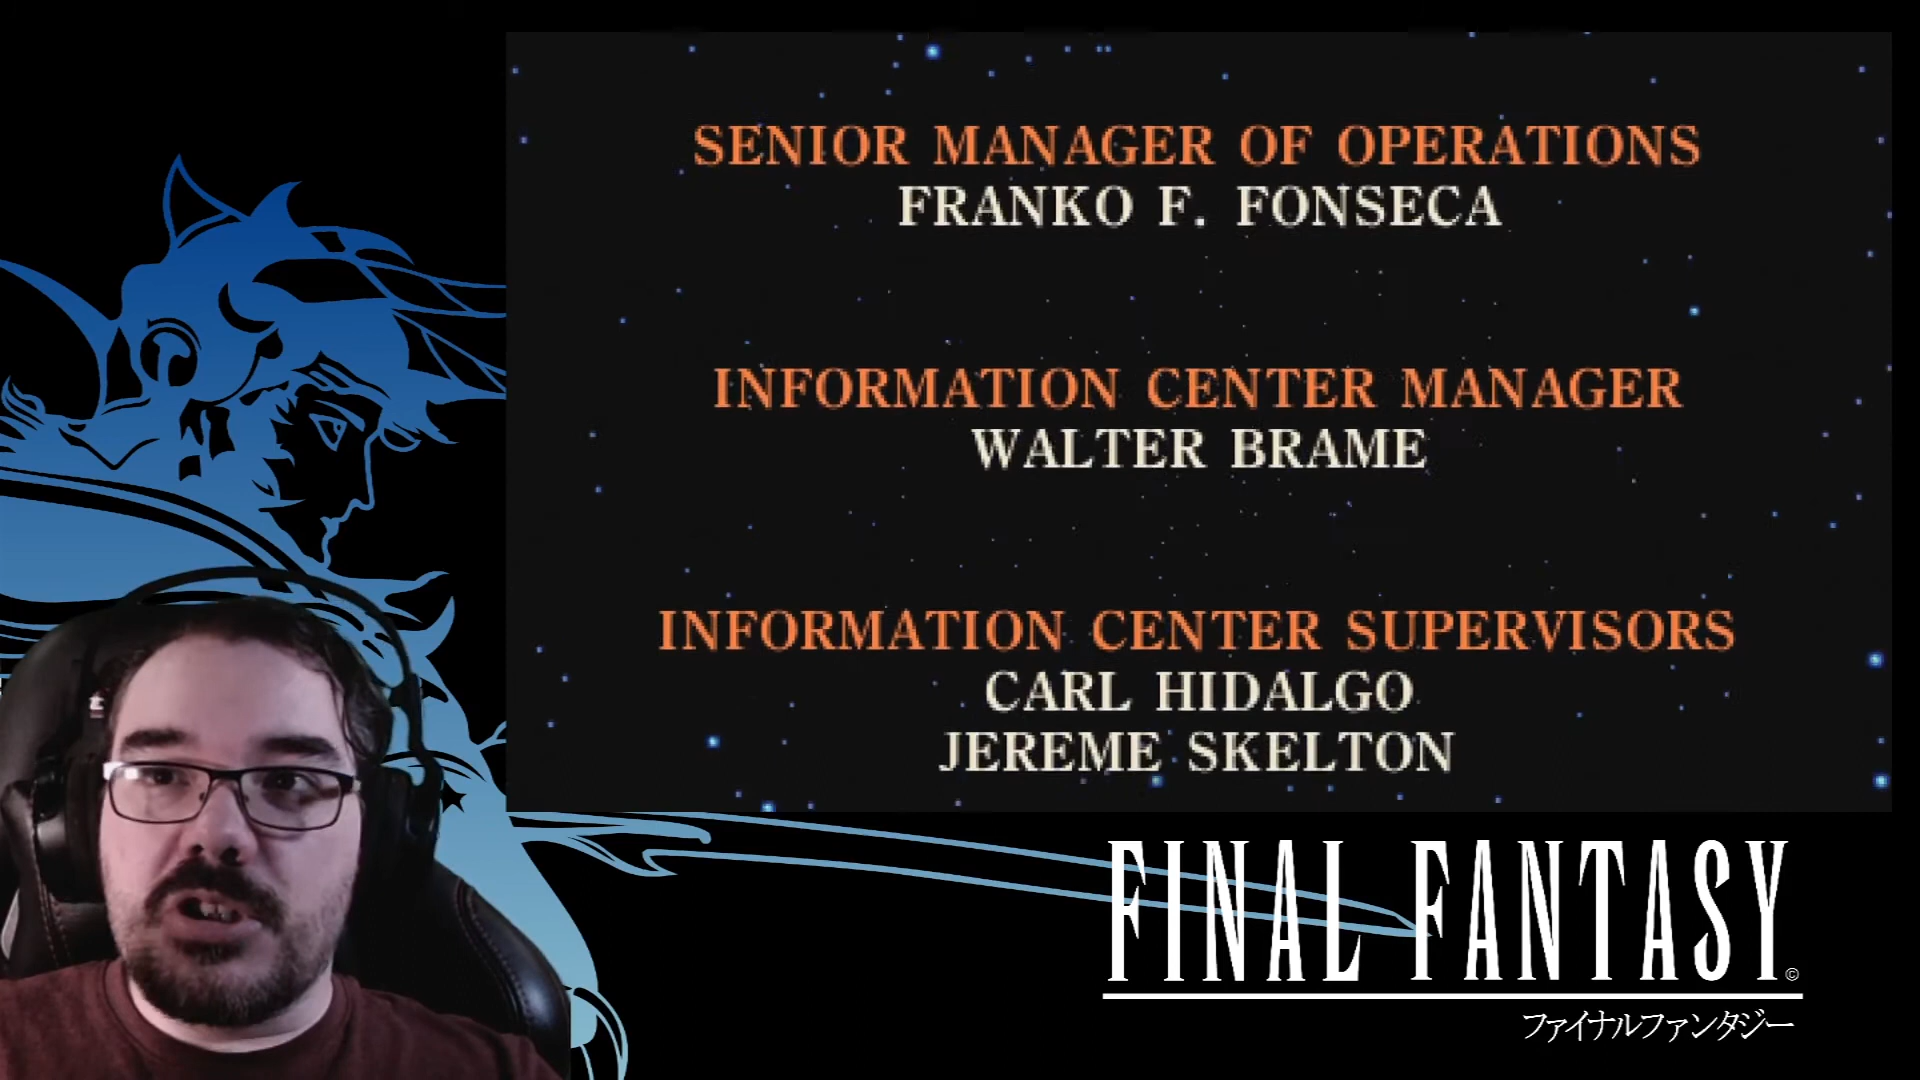 SENIOR MANAGER OF OPERATIONS
FRANKO F. FONSECA
INFORMATION CENTER MANAGER
WALTER BRAME
INFORMATION CENTER SUPERVISORS
CARL HIDALGO
JEREME SKELTON
FINAL FANTASY©
ファイナルファンタジー